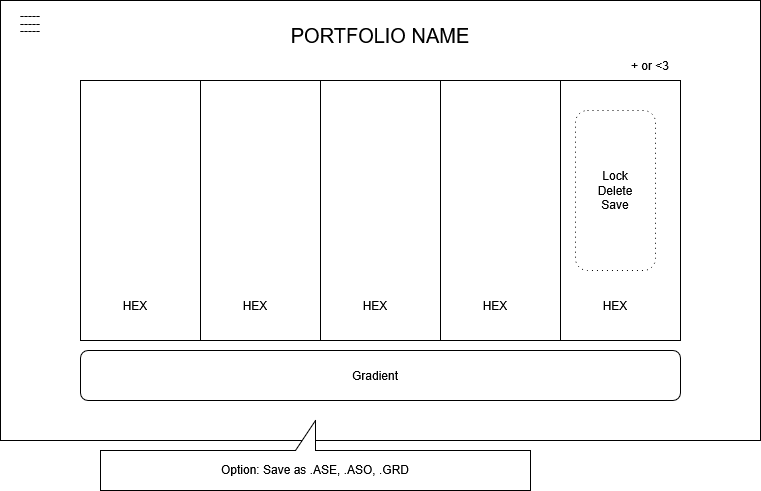 PORTFOLIO NAME
+ or <3
Lock
Delete
Save
HEX
HEX
HEX
HEX
HEX
Gradient
Option: Save as .ASE, .ASO, .GRD